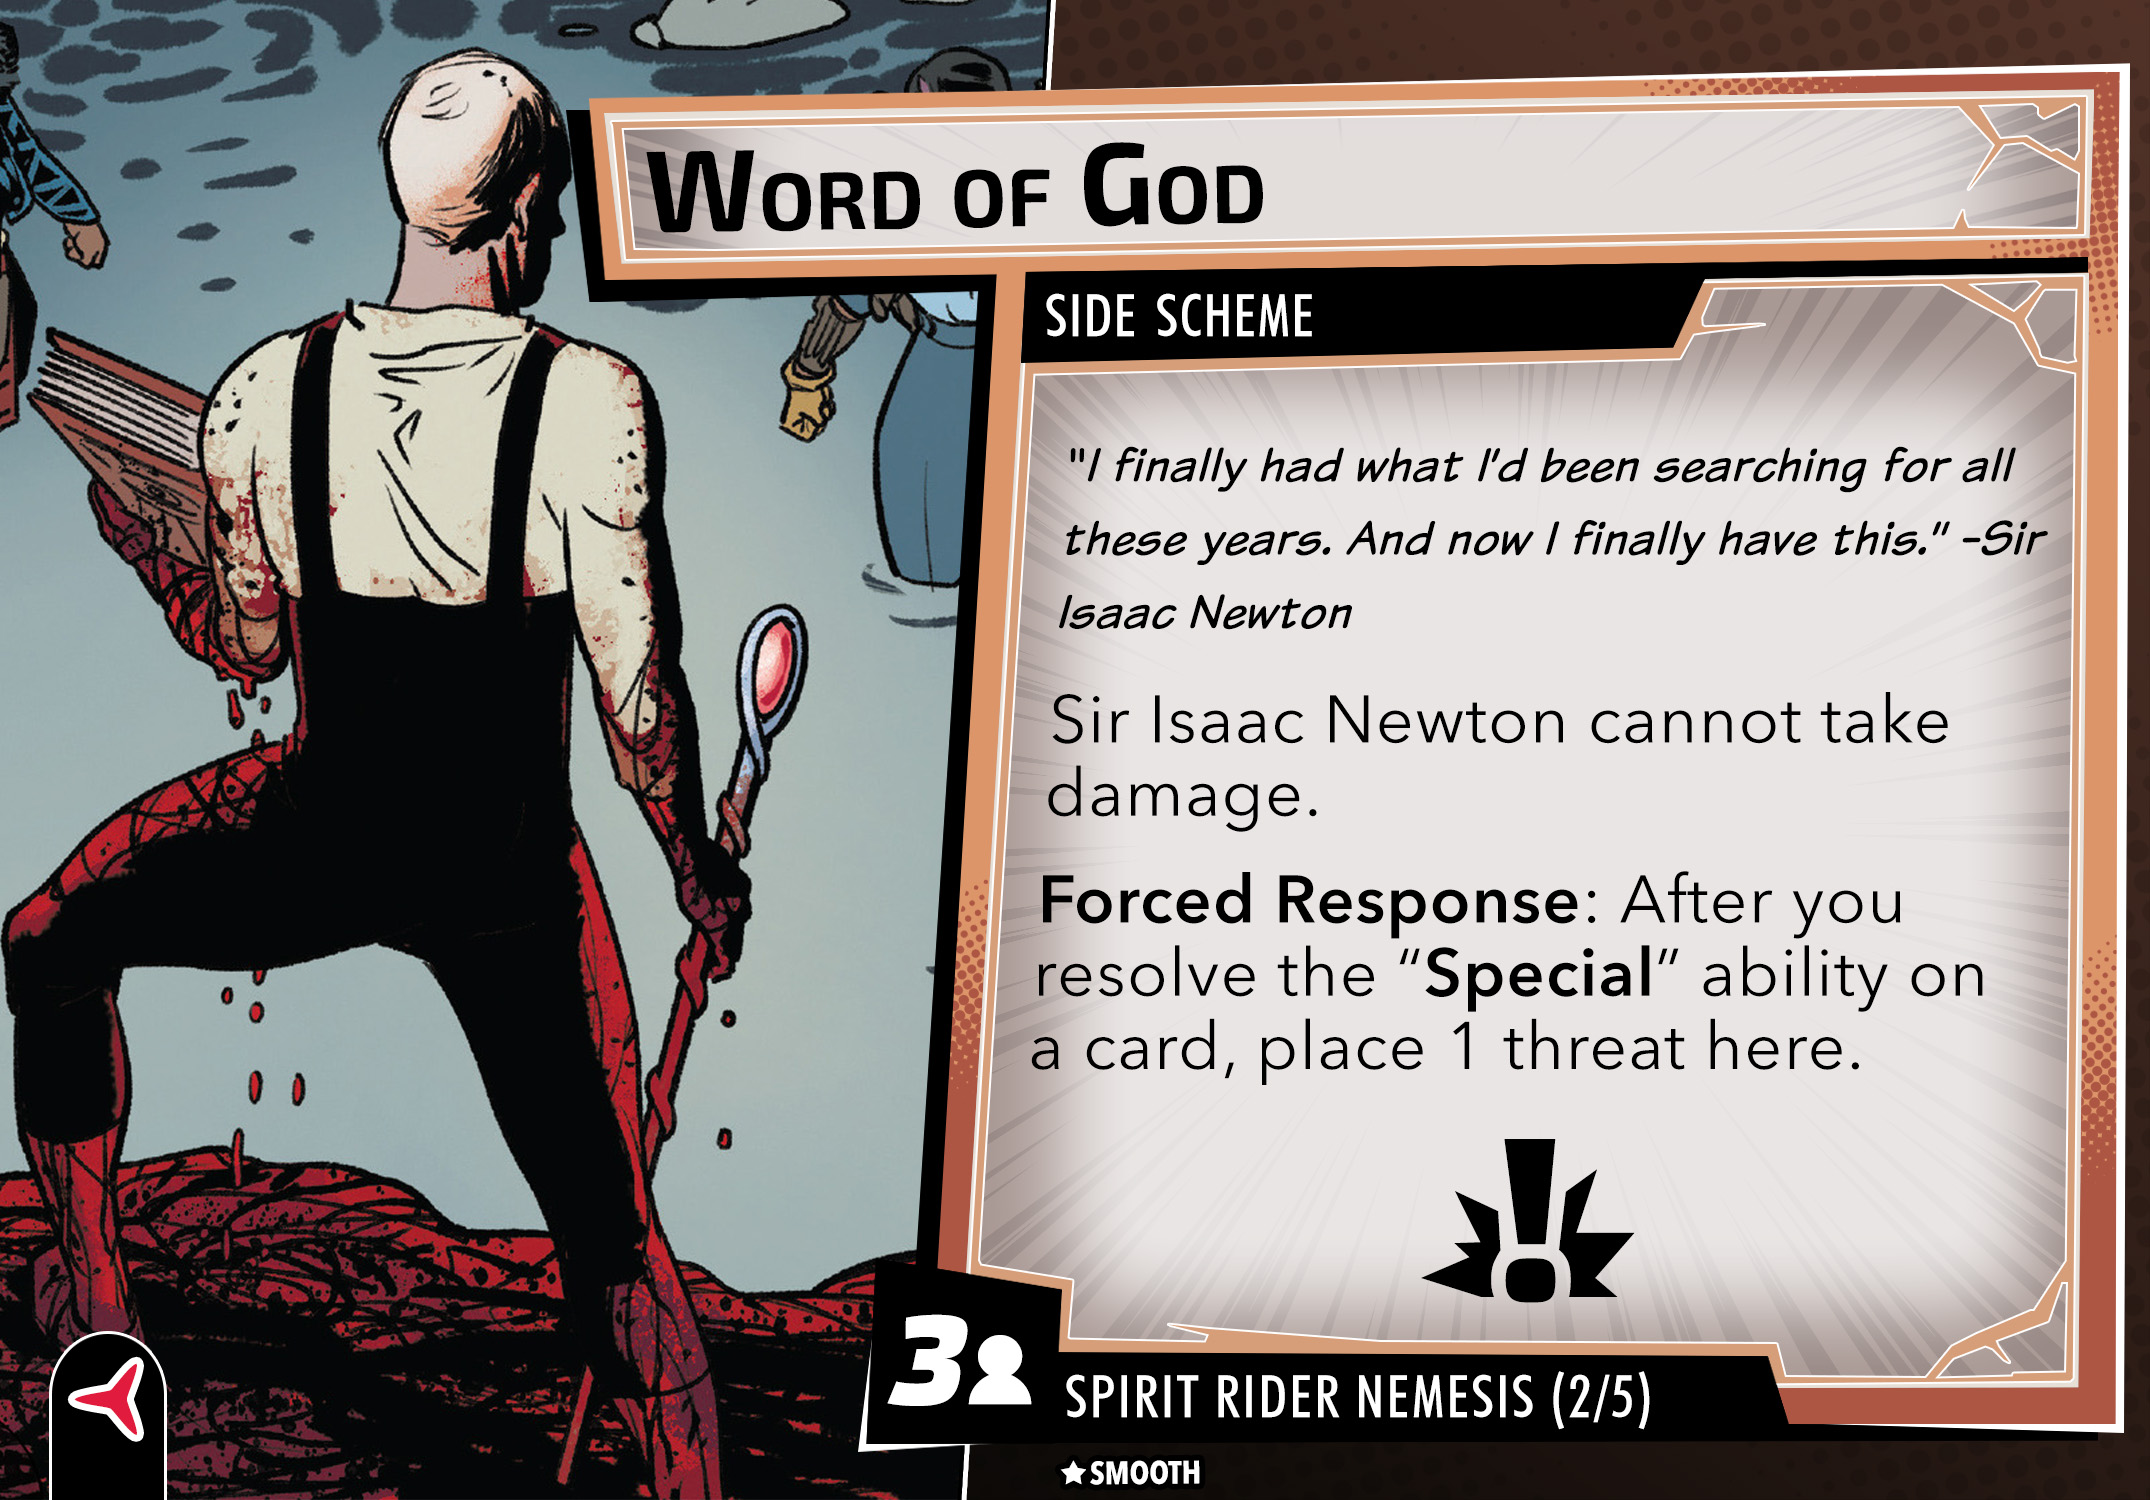 WORD OF GOD
SIDE SCHEME
"I finally had what I'd been searching for all
these years. And now I finally have this." -Sir
Isaac Newton
Sir Isaac Newton cannot take
damage.
Forced Response: After you
resolve the “Special” ability on
a card, place 1 threat here.
3
SPIRIT RIDER NEMESIS (2/5)
SMOOTH